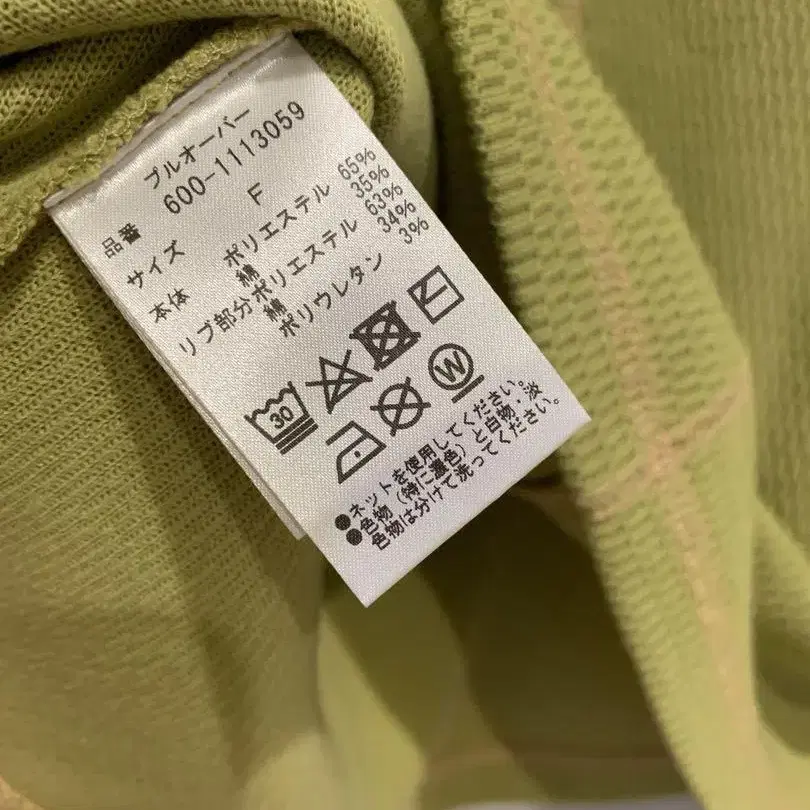 プルオーバー
品番 600-1113059
サイズ F
本体 ポリエステル 65%
綿 35%
リブ部分ポリエステル 63%
綿 34%
ポリウレタン 3%
30
W
●ネットを使用してください。
●色物（特に濃色）と白物・淡
色物は分けて洗ってください。